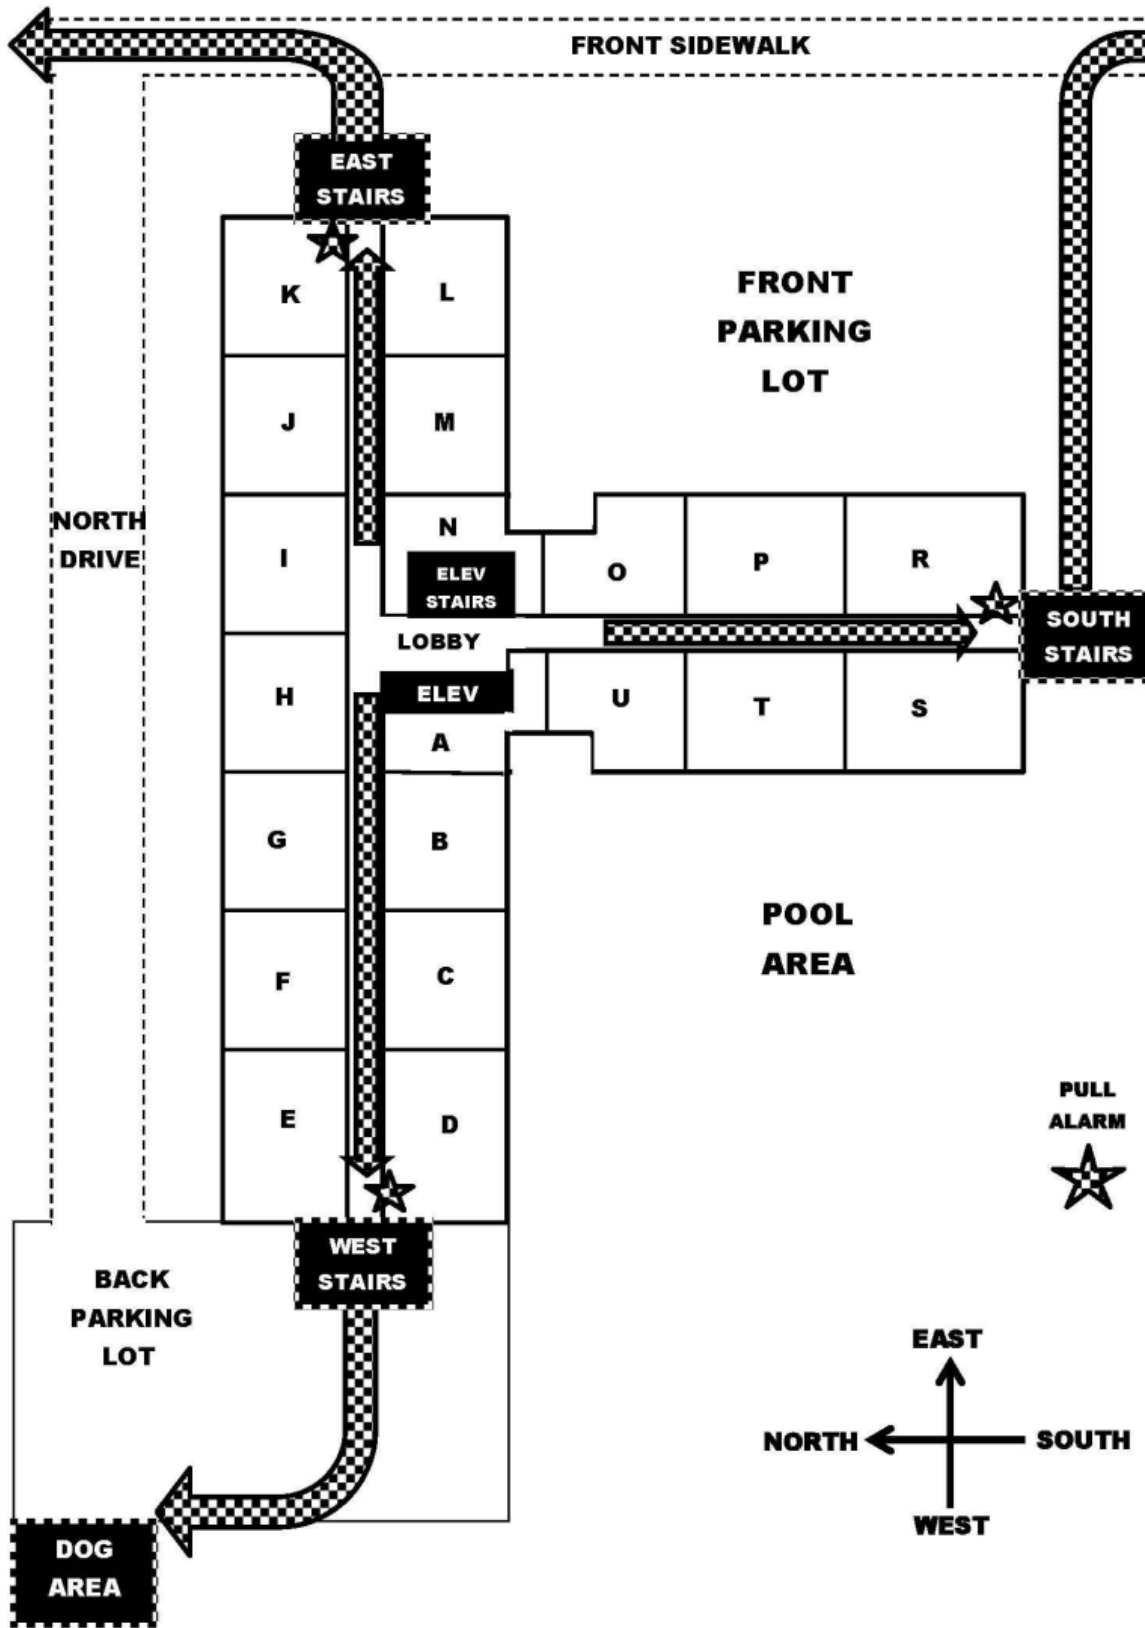 FRONT SIDEWALK
EAST
STAIRS
K
L
FRONT
PARKING
LOT
J
M
NORTH
DRIVE
I
N
ELEV
STAIRS
O
P
R
LOBBY
SOUTH
STAIRS
H
ELEV
A
U
T
S
G
B
POOL
AREA
F
C
E
D
PULL
ALARM
WEST
STAIRS
BACK
PARKING
LOT
EAST
NORTH
SOUTH
WEST
DOG
AREA